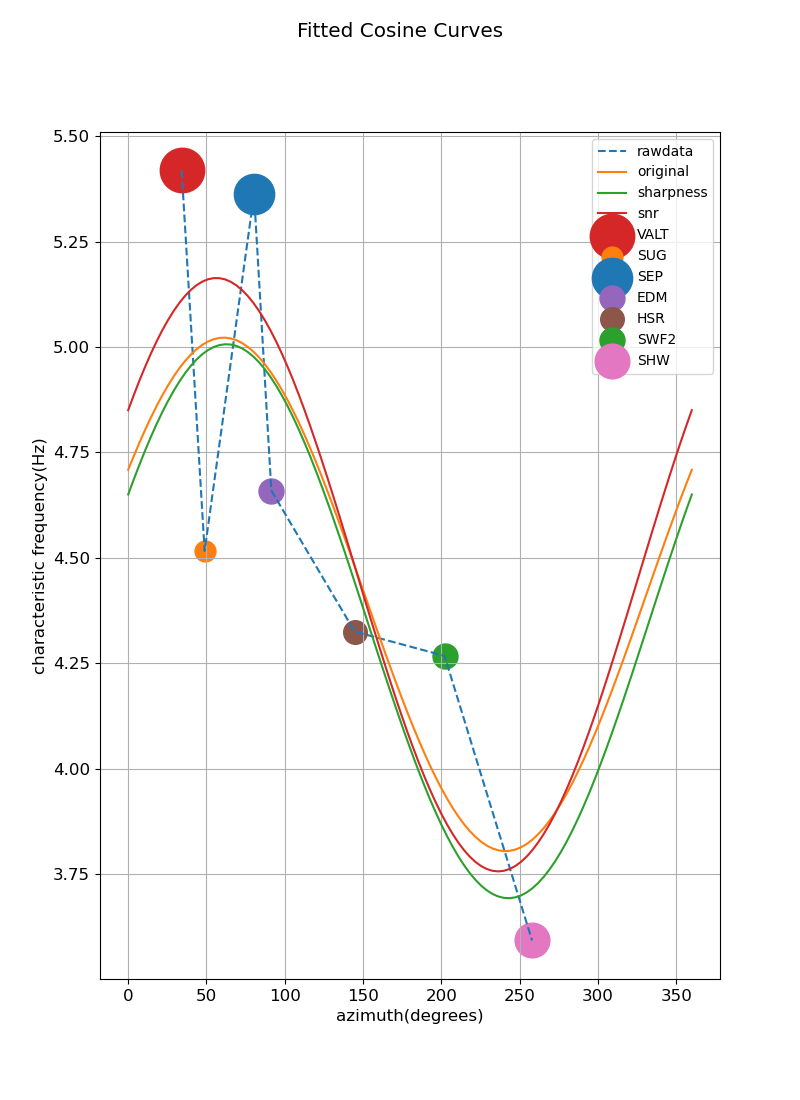 Fitted Cosine Curves
5.50
5.25
5.00
4.75
4.50
4.25
4.00
3.75
characteristic frequency(Hz)
0 50 100 150 200 250 300 350
azimuth(degrees)
rawdata
original
sharpness
snr
VALT
SUG
SEP
EDM
HSR
SWF2
SHW